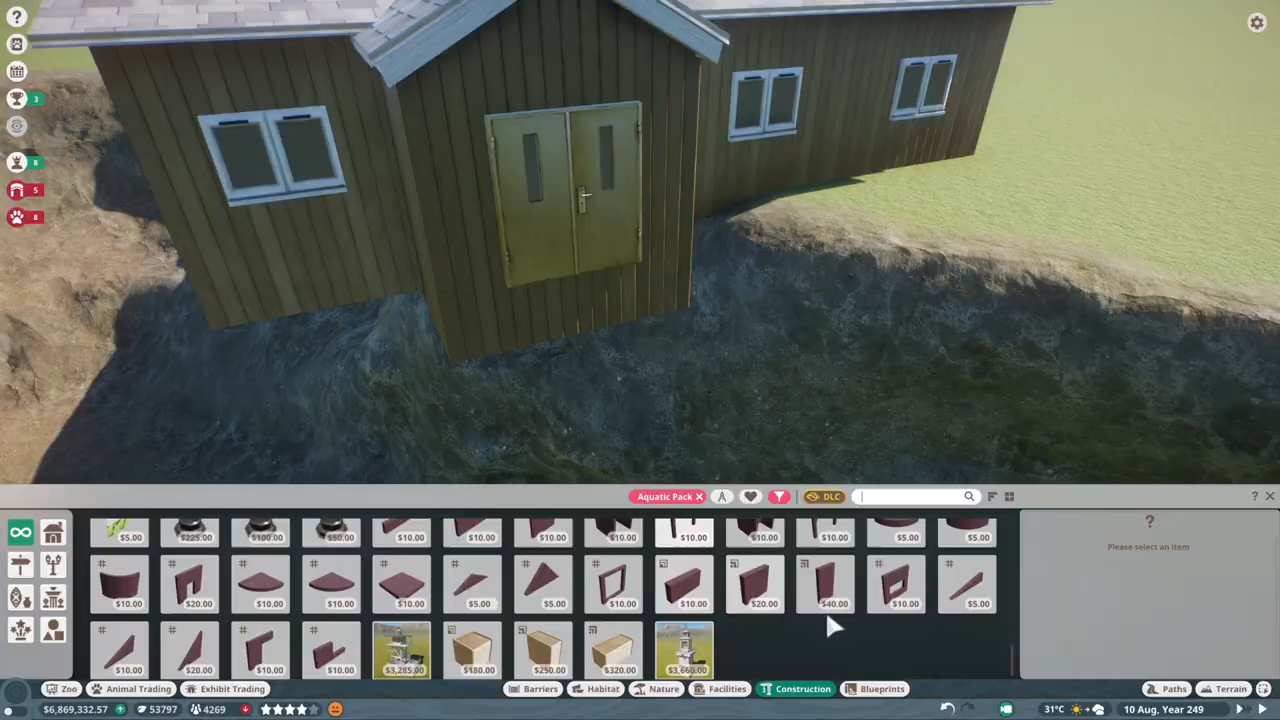 ?
3
8
5
8
Aquatic Pack × DLC ? ×
$5.00 $225.00 $100.00 $50.00 $10.00 $10.00 $10.00 $10.00 $10.00 $10.00 $10.00 $5.00 $5.00
?
Please select an item
$10.00 $20.00 $10.00 $10.00 $10.00 $5.00 $5.00 $10.00 $10.00 $20.00 $40.00 $10.00 $5.00
$10.00 $20.00 $10.00 $10.00 $3,285.00 $180.00 $250.00 $320.00 $3,660.00
Zoo Animal Trading Exhibit Trading Barriers Habitat Nature Facilities Construction Blueprints Paths Terrain
$6,869,332.57 53797 4269 31°C 10 Aug, Year 249